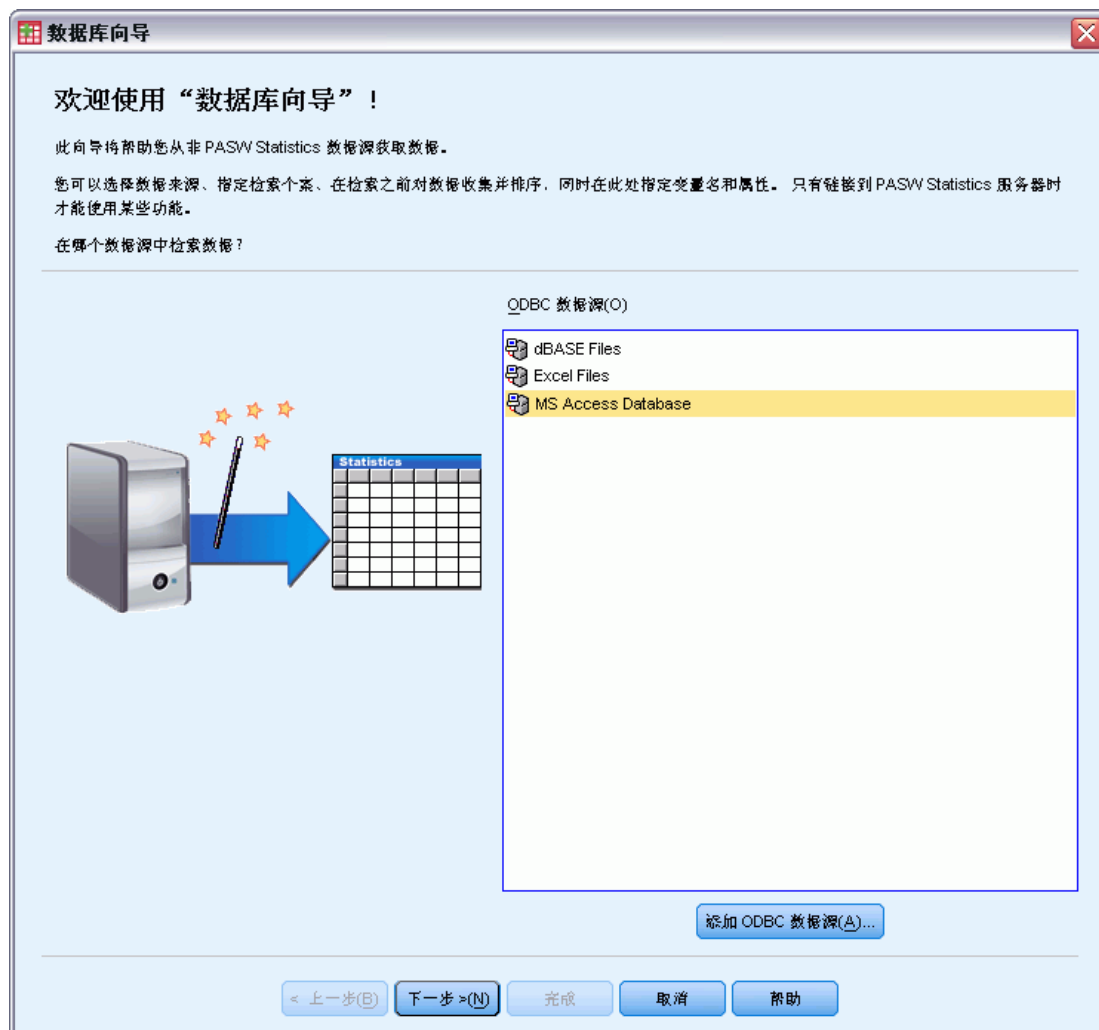 数据库向导
欢迎使用“数据库向导”！
此向导将帮助您从非 PASW Statistics 数据源获取数据。
您可以选择数据来源、指定检索个案、在检索之前对数据收集并排序，同时在此处指定变量名和属性。 只有链接到 PASW Statistics 服务器时
才能使用某些功能。
在哪个数据源中检索数据？
ODBC 数据源(O)
dBASE Files
Excel Files
MS Access Database
Statistics
添加 ODBC 数据源(A)...
< 上一步(B)
下一步 >(N)
完成
取消
帮助